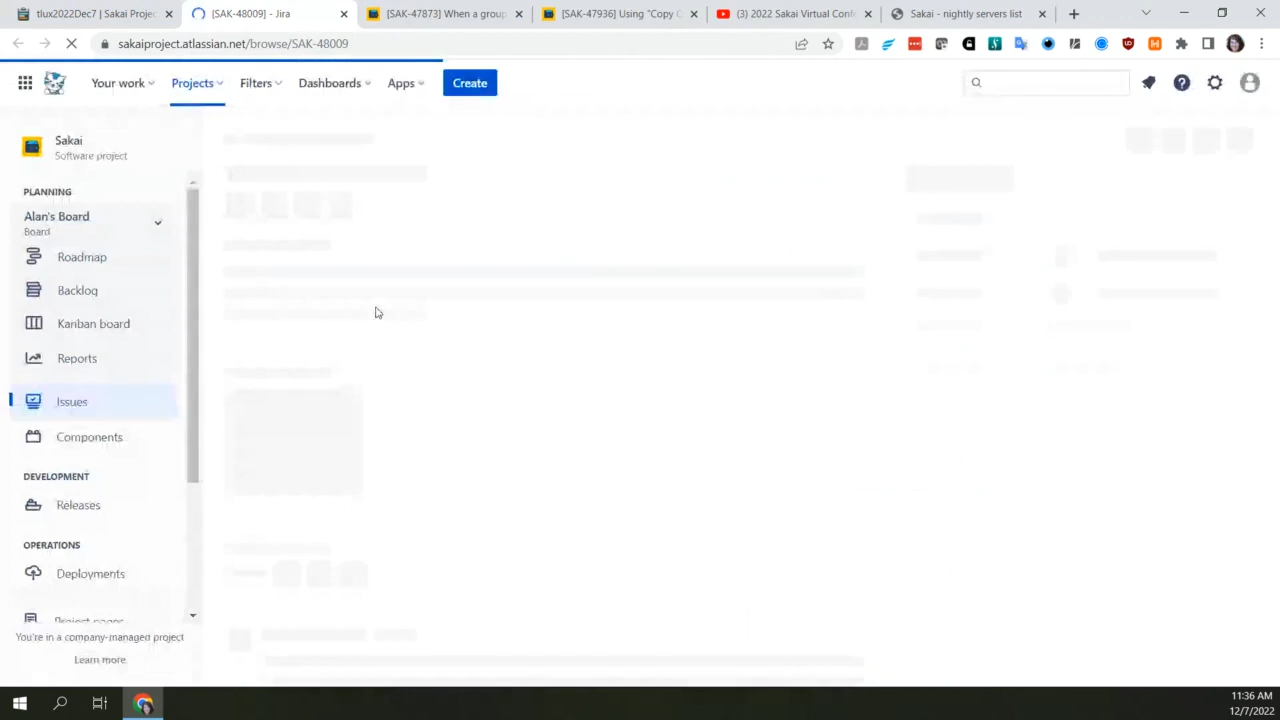 tlux2022Dec7 | Sakai Projec
[SAK-48009] - Jira
[SAK-47873] When a group
[SAK-47936] Using "Copy C
(3) 2022 Sakai Virtual Confe
Sakai - nightly servers list
sakaiproject.atlassian.net/browse/SAK-48009
Your work
Projects
Filters
Dashboards
Apps
Create
Sakai
Software project
PLANNING
Alan's Board
Board
Roadmap
Backlog
Kanban board
Reports
Issues
Components
DEVELOPMENT
Releases
OPERATIONS
Deployments
Project pages
You're in a company-managed project
Learn more
11:36 AM
12/7/2022